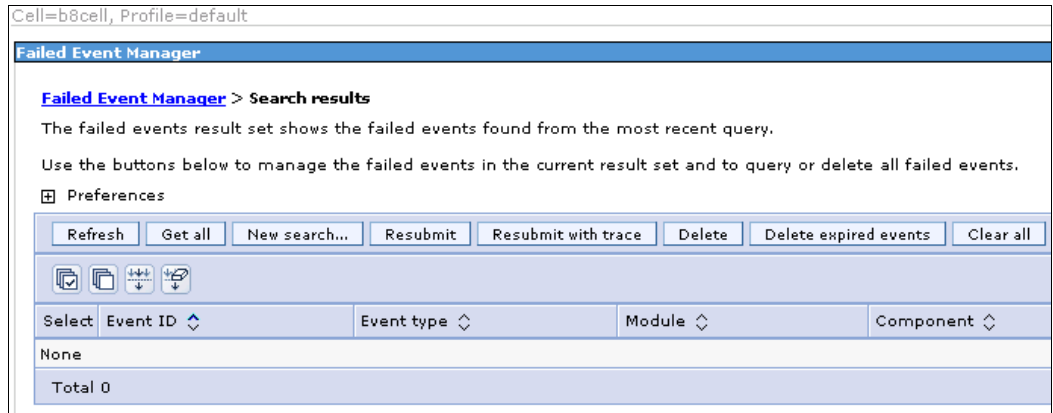 Cell=b8cell, Profile=default
Failed Event Manager
Failed Event Manager > Search results
The failed events result set shows the failed events found from the most recent query.
Use the buttons below to manage the failed events in the current result set and to query or delete all failed events.
Preferences
Refresh Get all New search... Resubmit Resubmit with trace Delete Delete expired events Clear all
Select Event ID Event type Module Component
None
Total 0